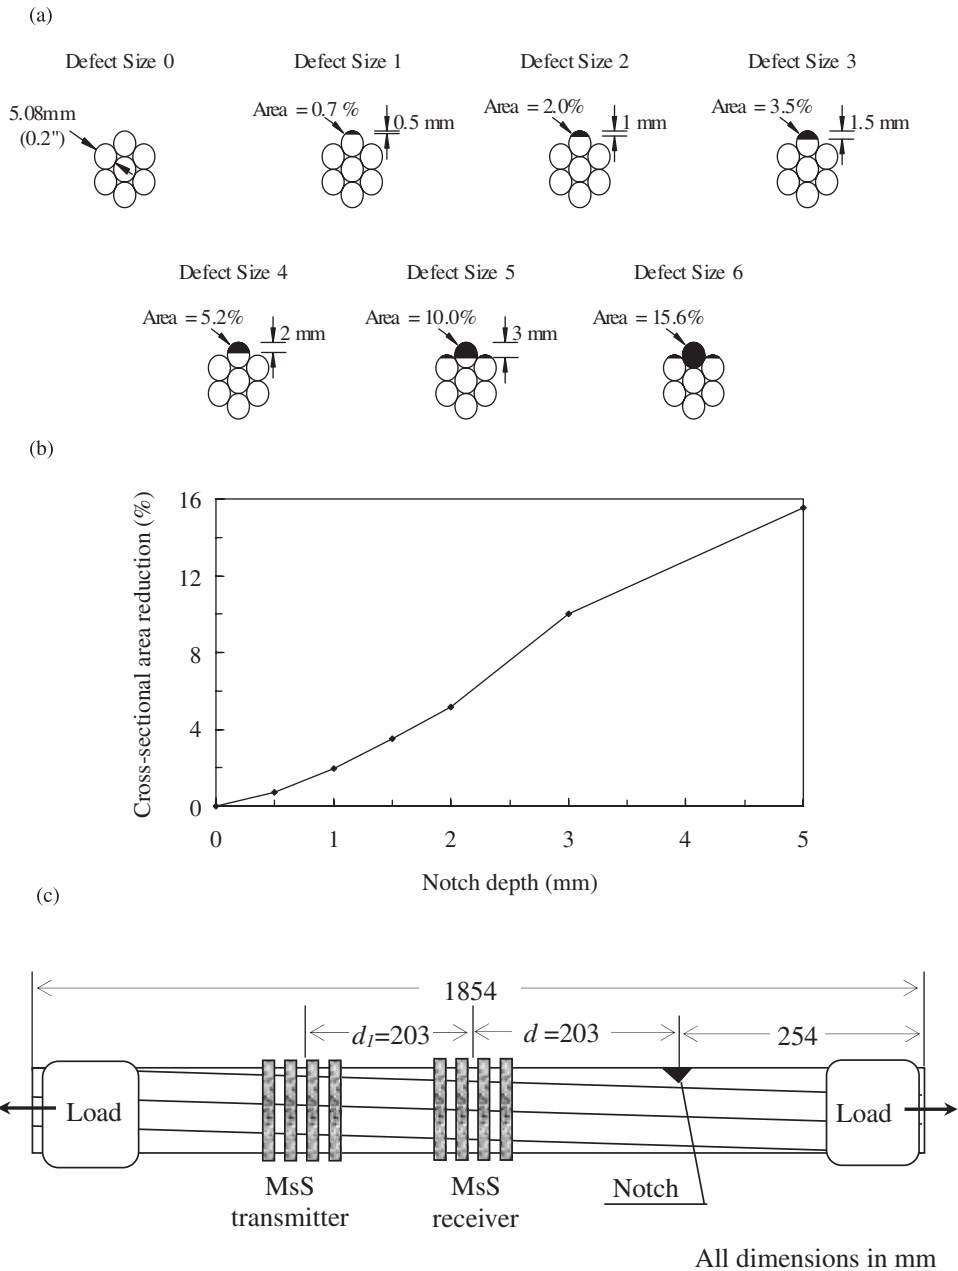 (a)
Defect Size 0
Defect Size 1
Defect Size 2
Defect Size 3
5.08mm
(0.2")
Area = 0.7 %
0.5 mm
Area = 2.0%
1 mm
Area = 3.5%
1.5 mm
Defect Size 4
Defect Size 5
Defect Size 6
Area = 5.2%
2 mm
Area = 10.0%
3 mm
Area = 15.6%
(b)
Cross-sectional area reduction (%)
16
12
8
4
0
0 1 2 3 4 5
Notch depth (mm)
(c)
1854
d1=203
d =203
254
Load
Load
MsS
transmitter
MsS
receiver
Notch
All dimensions in mm